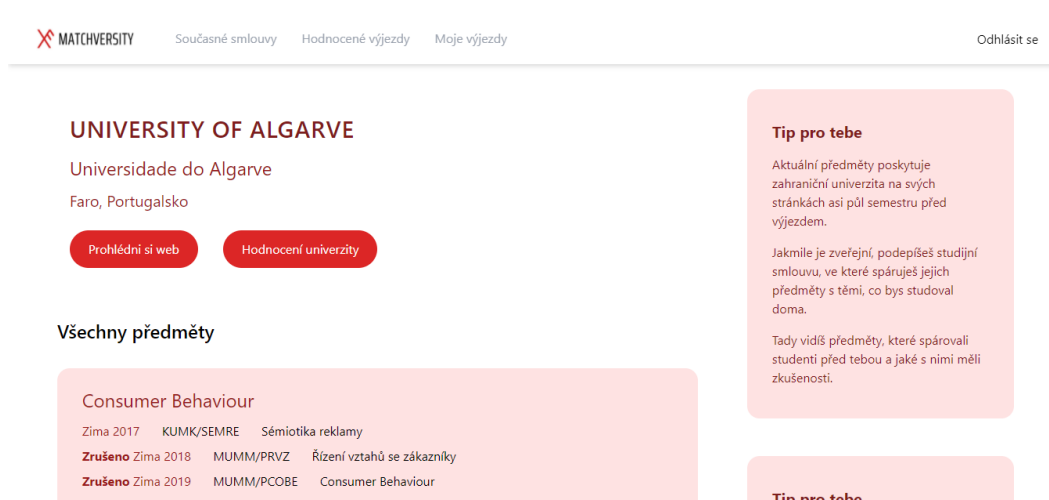 MATCHVERSITY
Současné smlouvy Hodnocené výjezdy Moje výjezdy
Odhlásit se
UNIVERSITY OF ALGARVE
Universidade do Algarve
Faro, Portugalsko
Prohlédni si web
Hodnocení univerzity
Všechny předměty
Consumer Behaviour
Zima 2017 KUMK/SEMRE Sémiotika reklamy
Zrušeno Zima 2018 MUMM/PRVZ Řízení vztahů se zákazníky
Zrušeno Zima 2019 MUMM/PCOBE Consumer Behaviour
Tip pro tebe
Aktuální předměty poskytuje
zahraniční univerzita na svých
stránkách asi půl semestru před
výjezdem.
Jakmile je zveřejní, podepíšeš studijní
smlouvu, ve které spáruješ jejich
předměty s těmi, co bys studoval
doma.
Tady vidíš předměty, které spárovali
studenti před tebou a jaké s nimi měli
zkušenosti.
Tip pro tebe